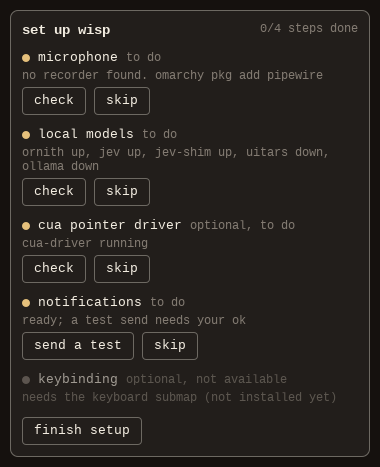 set up wisp 0/4 steps done
microphone to do
no recorder found. omarchy pkg add pipewire
check skip
local models to do
ornith up, jev up, jev-shim up, uitars down,
ollama down
check skip
cua pointer driver optional, to do
cua-driver running
check skip
notifications to do
ready; a test send needs your ok
send a test skip
keybinding optional, not available
needs the keyboard submap (not installed yet)
finish setup